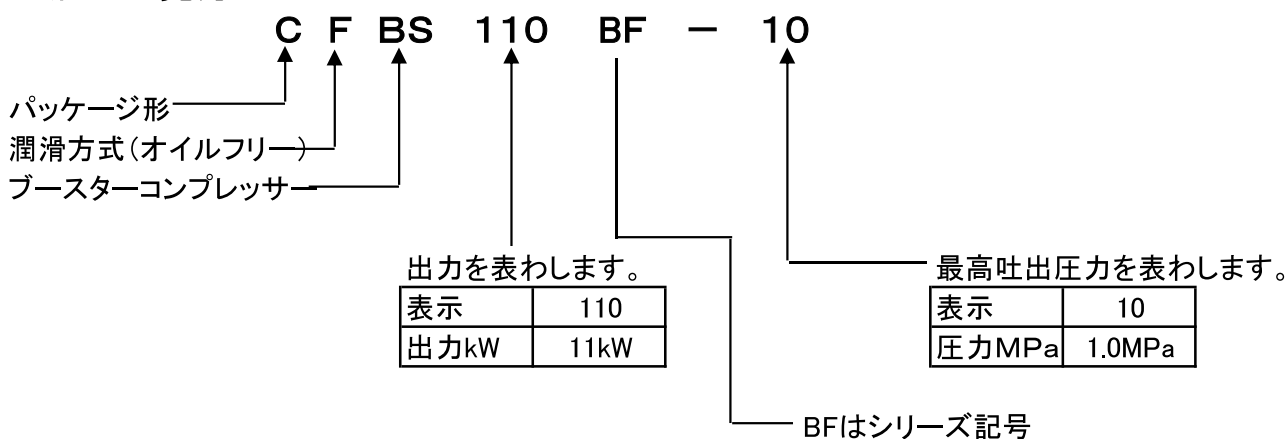 C F BS 110 BF － 10
パッケージ形
潤滑方式(オイルフリー)
ブースターコンプレッサー
出力を表わします。
表示 110
出力kW 11kW
最高吐出圧力を表わします。
表示 10
圧力MPa 1.0MPa
BFはシリーズ記号